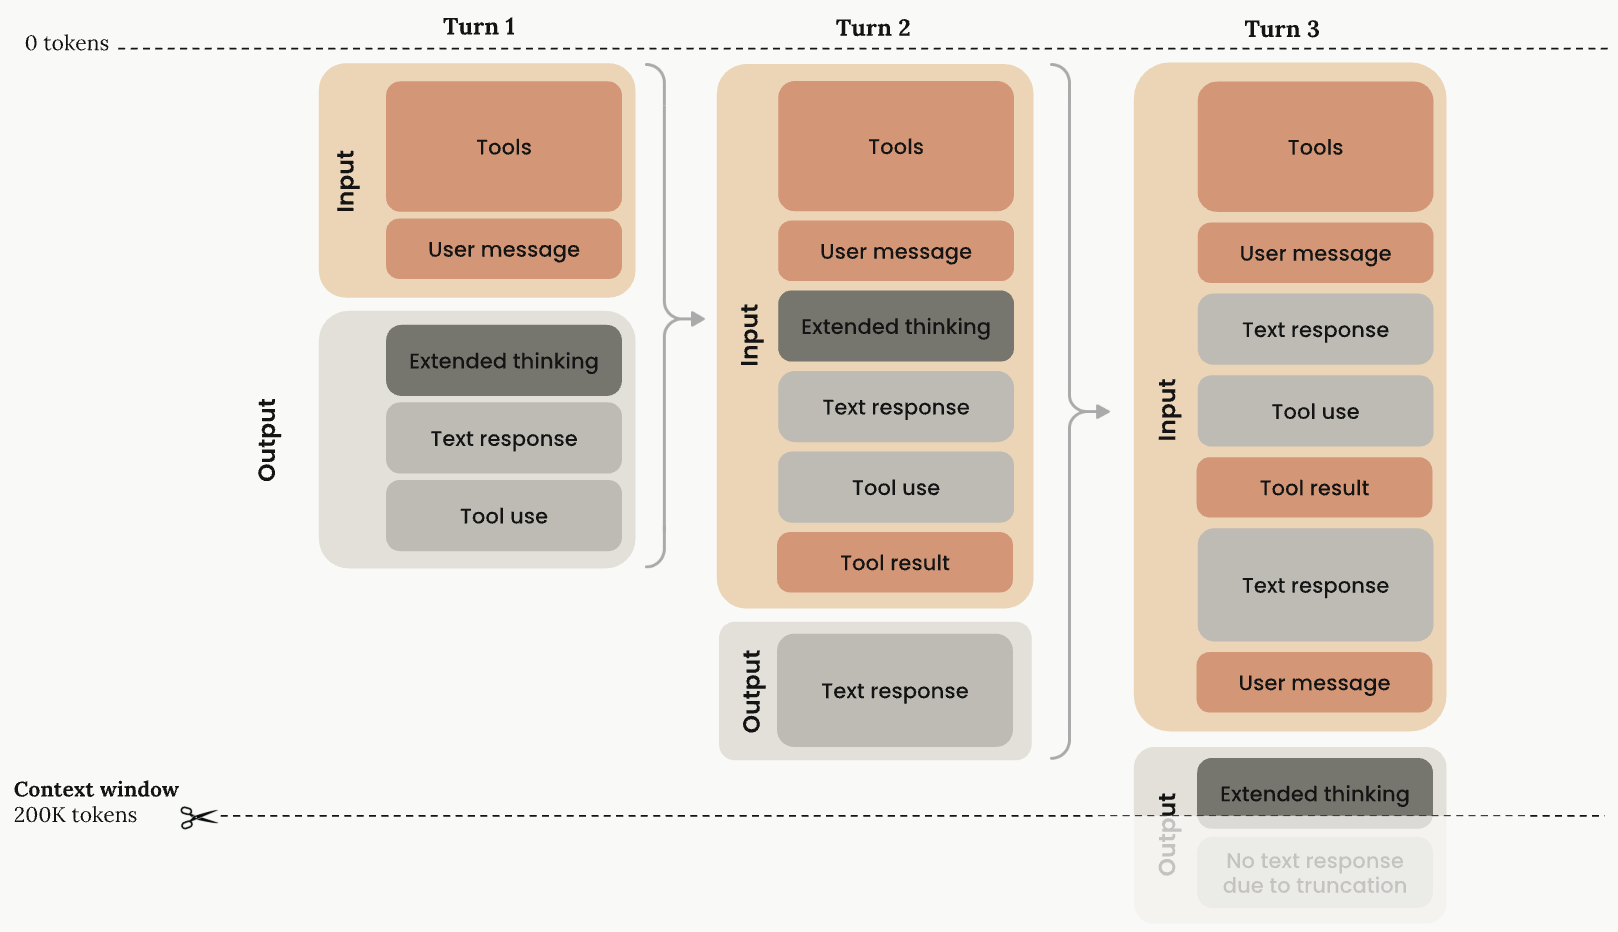 Turn 1
Turn 2
Turn 3
0 tokens
Input
Tools
User message
Output
Extended thinking
Text response
Tool use
Input
Tools
User message
Extended thinking
Text response
Tool use
Tool result
Output
Text response
Input
Tools
User message
Text response
Tool use
Tool result
Text response
User message
Context window
200K tokens
Output
Extended thinking
No text response
due to truncation